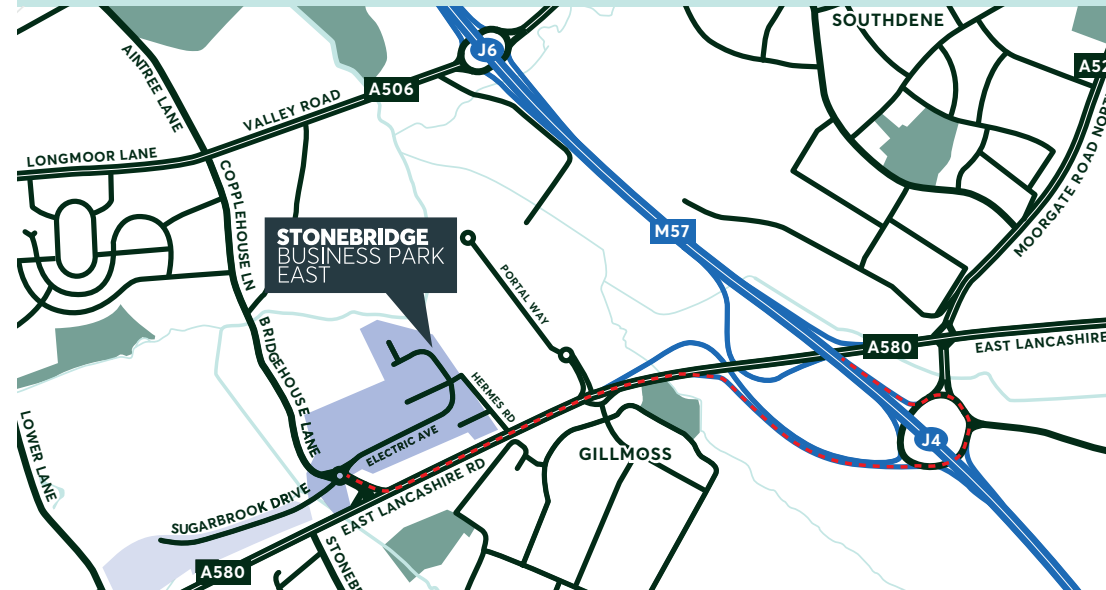 SOUTHDENE
J6
A52
AINTREE LANE
A506
VALLEY ROAD
LONGMOOR LANE
COPPLEHOUSE LN
MOORGATE ROAD NORT
STONEBRIDGE
BUSINESS PARK
EAST
M57
PORTAL WAY
BRIDGEHOUSE LANE
A580
EAST LANCASHIRE
HERMES RD
LOWER LANE
ELECTRIC AVE
J4
GILLMOSS
SUGARBROOK DRIVE
EAST LANCASHIRE RD
A580
STONEB